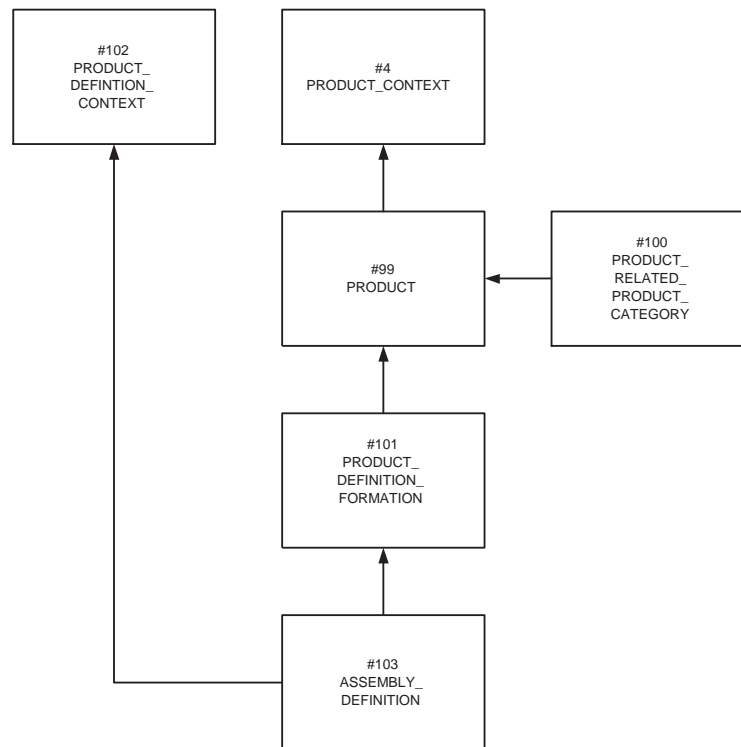 #102
PRODUCT_
DEFINTION_
CONTEXT
#4
PRODUCT_CONTEXT
#99
PRODUCT
#100
PRODUCT_
RELATED_
PRODUCT_
CATEGORY
#101
PRODUCT_
DEFINITION_
FORMATION
#103
ASSEMBLY_
DEFINITION